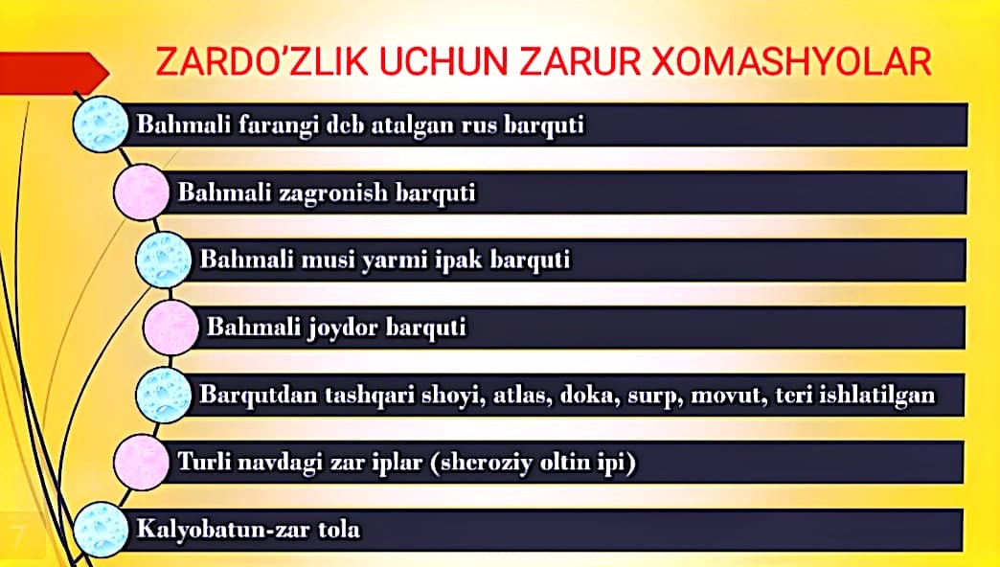 ZARDO’ZLIK UCHUN ZARUR XOMASHYOLAR
Bahmali farangi deb atalgan rus barquti
Bahmali zagronish barquti
Bahmali musi yarmi ipak barquti
Bahmali joydor barquti
Barqutdan tashqari shoyi, atlas, doka, surp, movut, teri ishlatilgan
Turli navdagi zar iplar (sheroziy oltin ipi)
Kalyobatun-zar tola
7